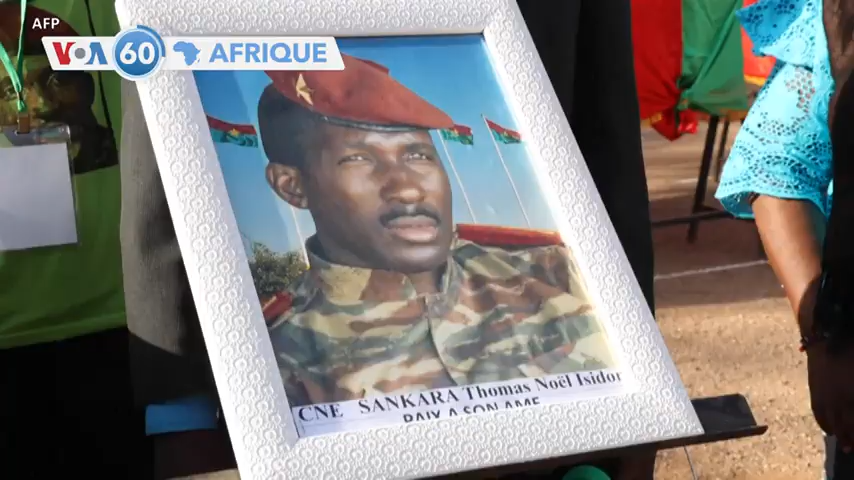 AFP
VOA 60 AFRIQUE
CNE SANKARA Thomas Noël Isidor
PAIX A SON AME